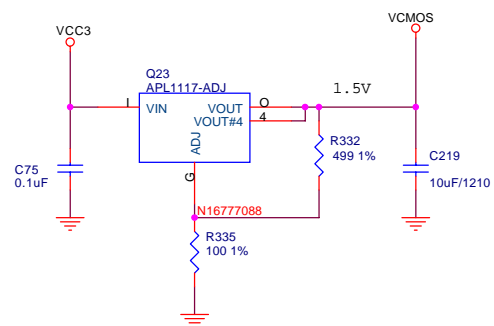 VCC3
VCMOS
Q23
APL1117-ADJ
1.5V
I
VIN
VOUT
O
VOUT#4
4
ADJ
G
R332
499 1%
C75
0.1uF
C219
10uF/1210
N16777088
R335
100 1%